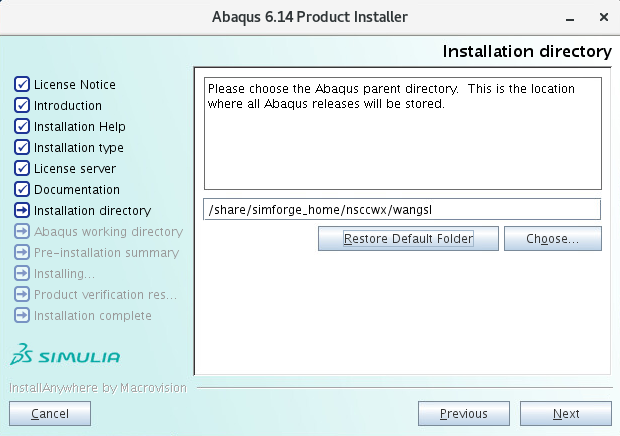 Abaqus 6.14 Product Installer
Installation directory
License Notice
Introduction
Installation Help
Installation type
License server
Documentation
Installation directory
Abaqus working directory
Pre-installation summary
Installing...
Product verification res...
Installation complete
Please choose the Abaqus parent directory. This is the location
where all Abaqus releases will be stored.
/share/simforge_home/nsccwx/wangsl
Restore Default Folder
Choose...
SIMULIA
InstallAnywhere by Macrovision
Cancel
Previous
Next